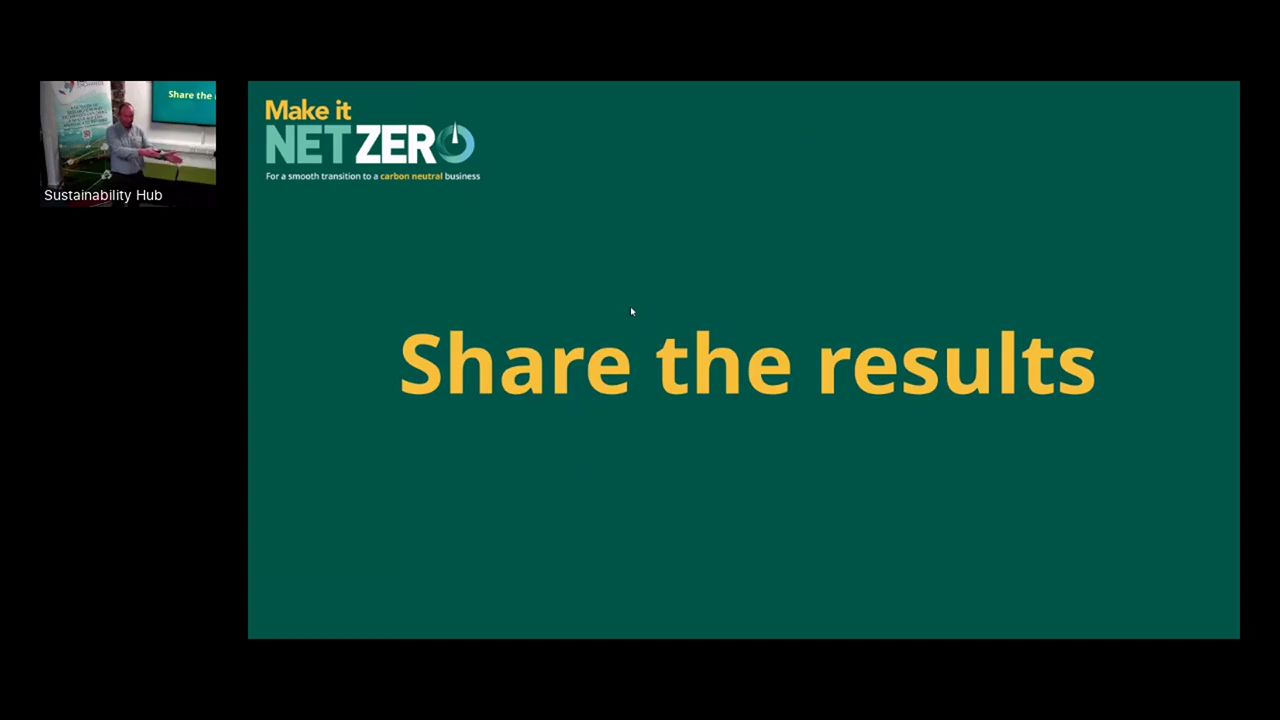 Share the
Sustainability Hub
Make it
NET ZERO
For a smooth transition to a carbon neutral business
Share the results